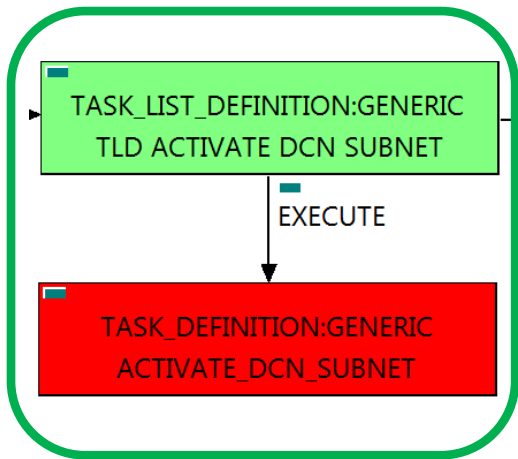 TASK_LIST_DEFINITION:GENERIC
TLD ACTIVATE DCN SUBNET
EXECUTE
TASK_DEFINITION:GENERIC
ACTIVATE_DCN_SUBNET